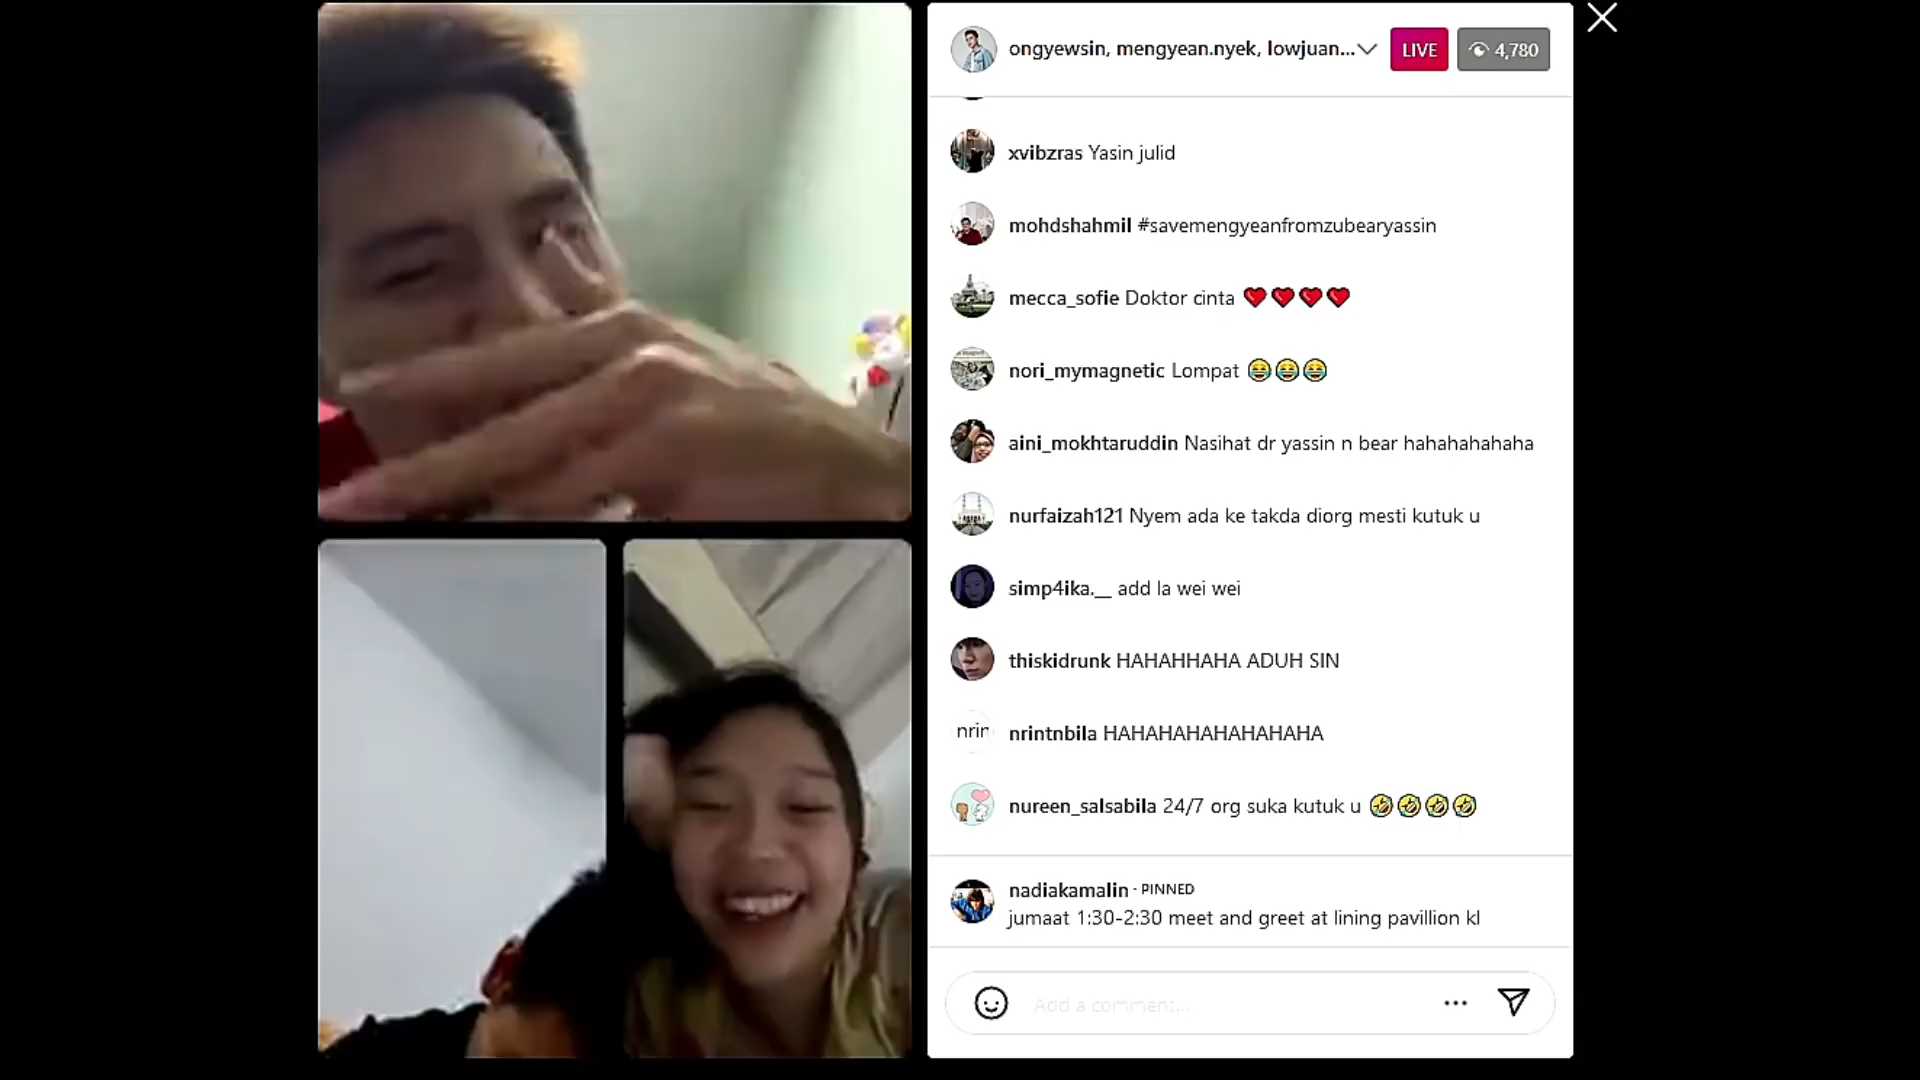 ongyewsin, mengyean.nyek, lowjuan...
LIVE
4,780
xvibzras Yasin julid
mohdshahmil #savemengyeanfromzubearyassin
mecca_sofie Doktor cinta ❤️❤️❤️❤️
nori_mymagnetic Lompat 😂😂😂
aini_mokhtaruddin Nasihat dr yassin n bear hahahahahaha
nurfaizah121 Nyem ada ke takda diorg mesti kutuk u
simp4ika.__ add la wei wei
thiskidrunk HAHAHHAHA ADUH SIN
nrin
nrintnbila HAHAHAHAHAHAHAHA
nureen_salsabila 24/7 org suka kutuk u 🤣🤣🤣🤣
nadiakamalin · PINNED
jumaat 1:30-2:30 meet and greet at lining pavillion kl
Add a comment...